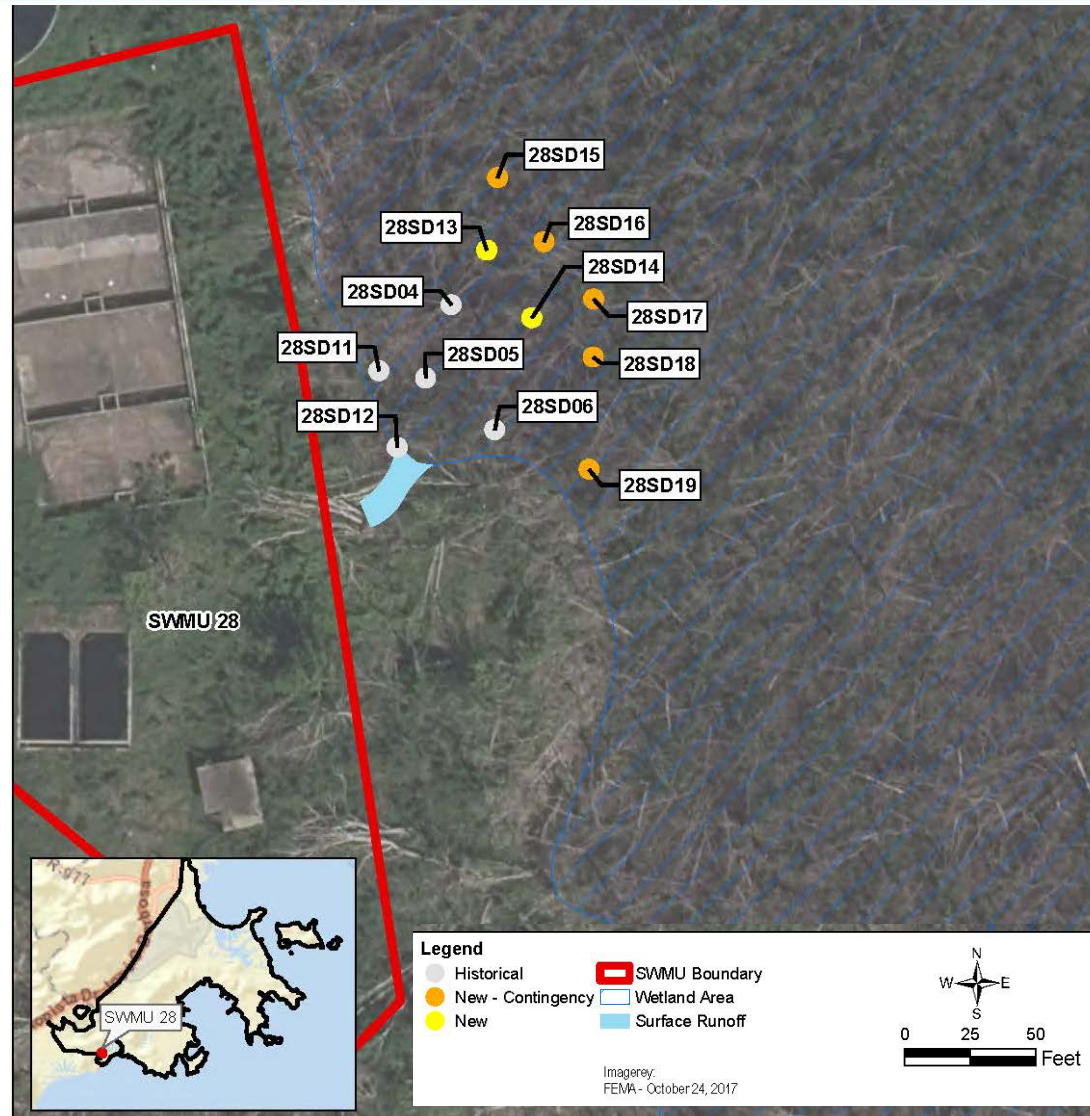 28SD15
28SD13
28SD16
28SD14
28SD04
28SD17
28SD11
28SD05
28SD18
28SD12
28SD06
28SD19
SWMU 28
R-977
SWMU 28
Legend
Historical
New - Contingency
New
SWMU Boundary
Wetland Area
Surface Runoff
N
W E
S
0 25 50
Feet
Imagerey:
FEMA - October 24, 2017